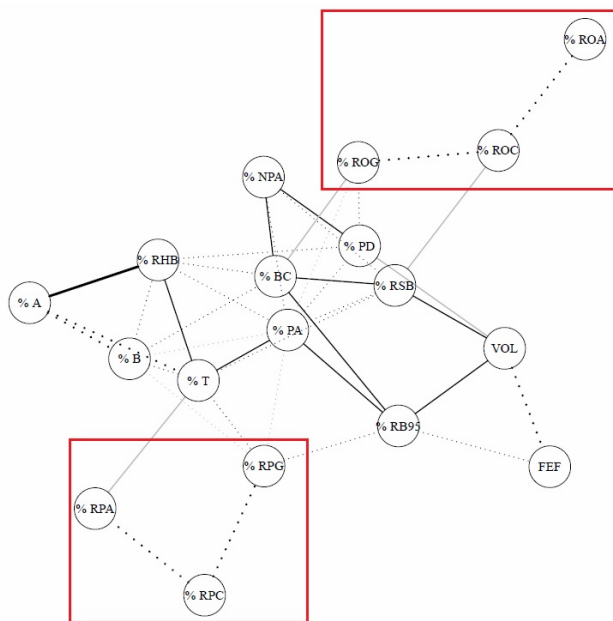 % ROA
% ROC
% ROG
% NPA
% PD
% RHB
% BC
% RSB
% A
% PA
VOL
% B
% T
% RB95
% RPG
FEF
% RPA
% RPC